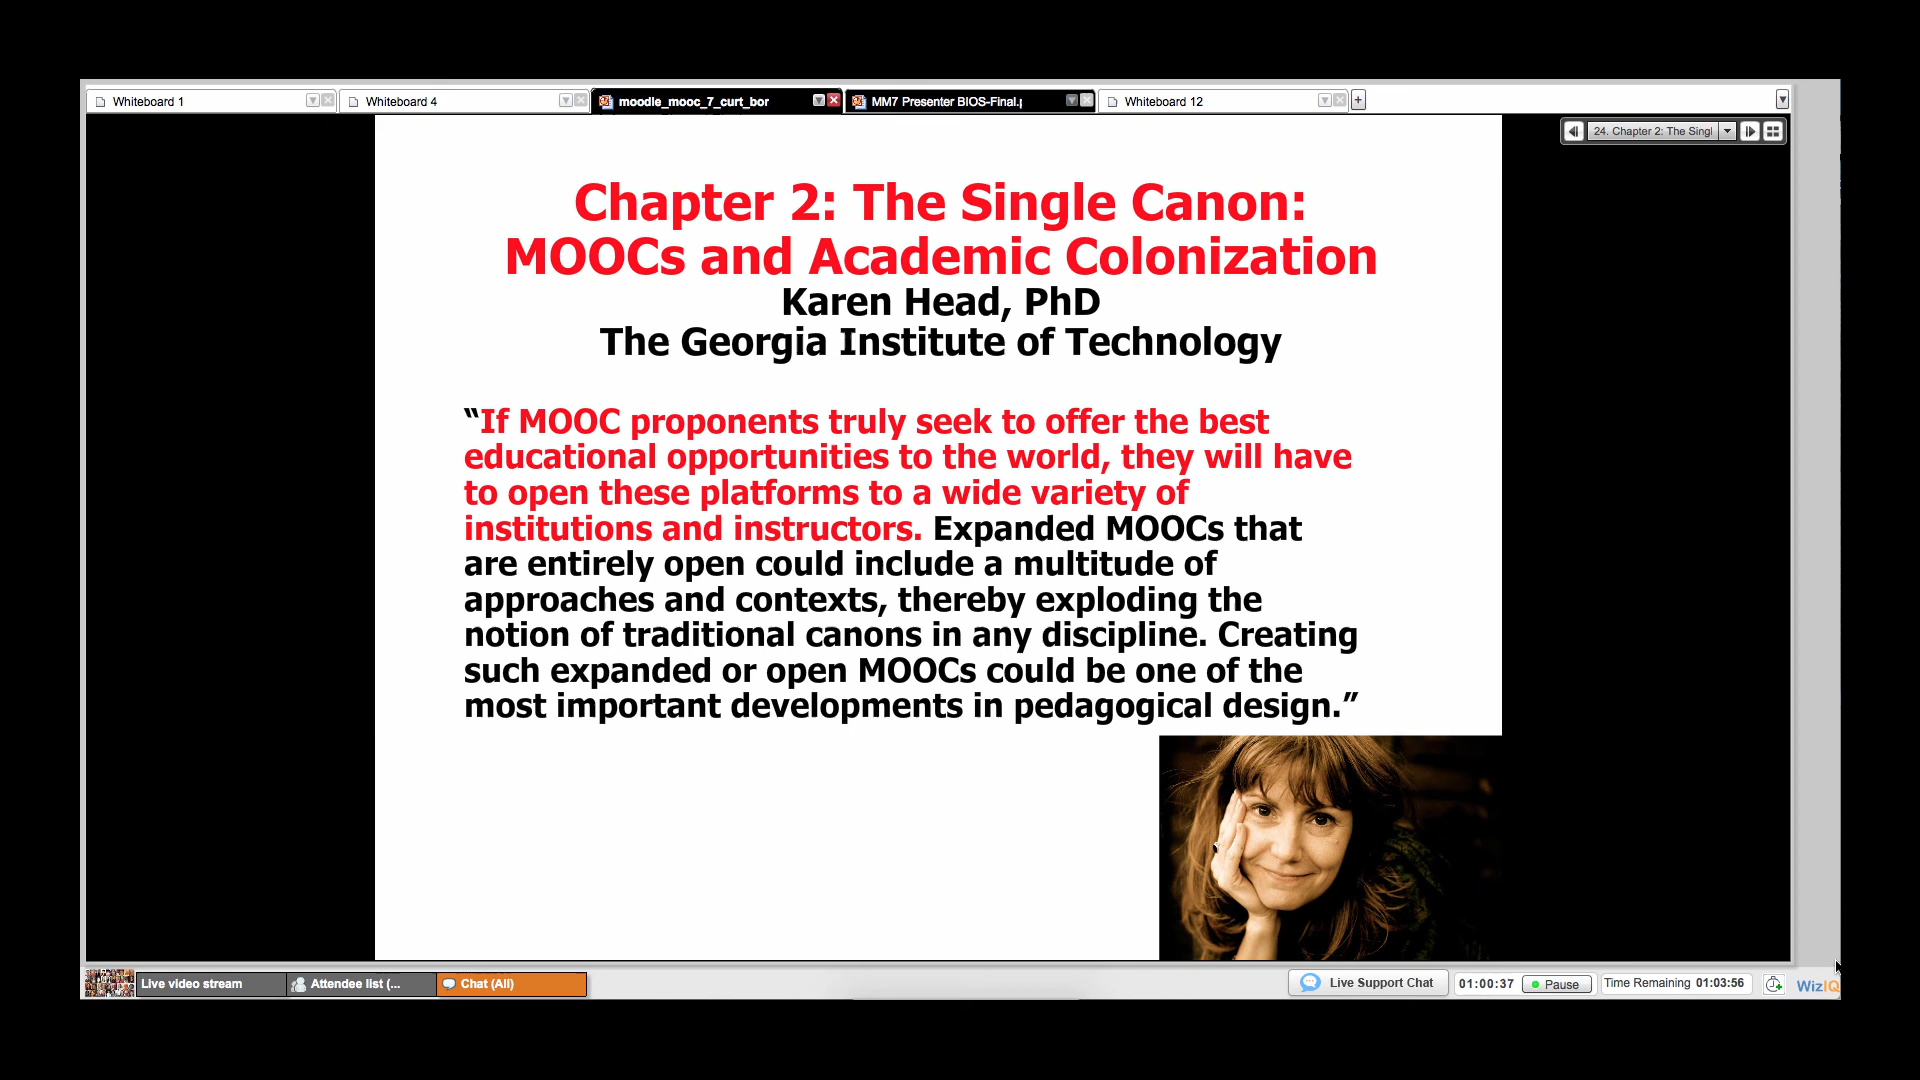 Whiteboard 1
Whiteboard 4
moodle_mooc_7_curt_bor
MM7 Presenter BIOS-Final.p
Whiteboard 12
+
24. Chapter 2: The Singl
Chapter 2: The Single Canon:
MOOCs and Academic Colonization
Karen Head, PhD
The Georgia Institute of Technology
“If MOOC proponents truly seek to offer the best
educational opportunities to the world, they will have
to open these platforms to a wide variety of
institutions and instructors. Expanded MOOCs that
are entirely open could include a multitude of
approaches and contexts, thereby exploding the
notion of traditional canons in any discipline. Creating
such expanded or open MOOCs could be one of the
most important developments in pedagogical design.”
Live video stream
Attendee list (...
Chat (All)
Live Support Chat
01:00:37
Pause
Time Remaining 01:03:56
WizIQ